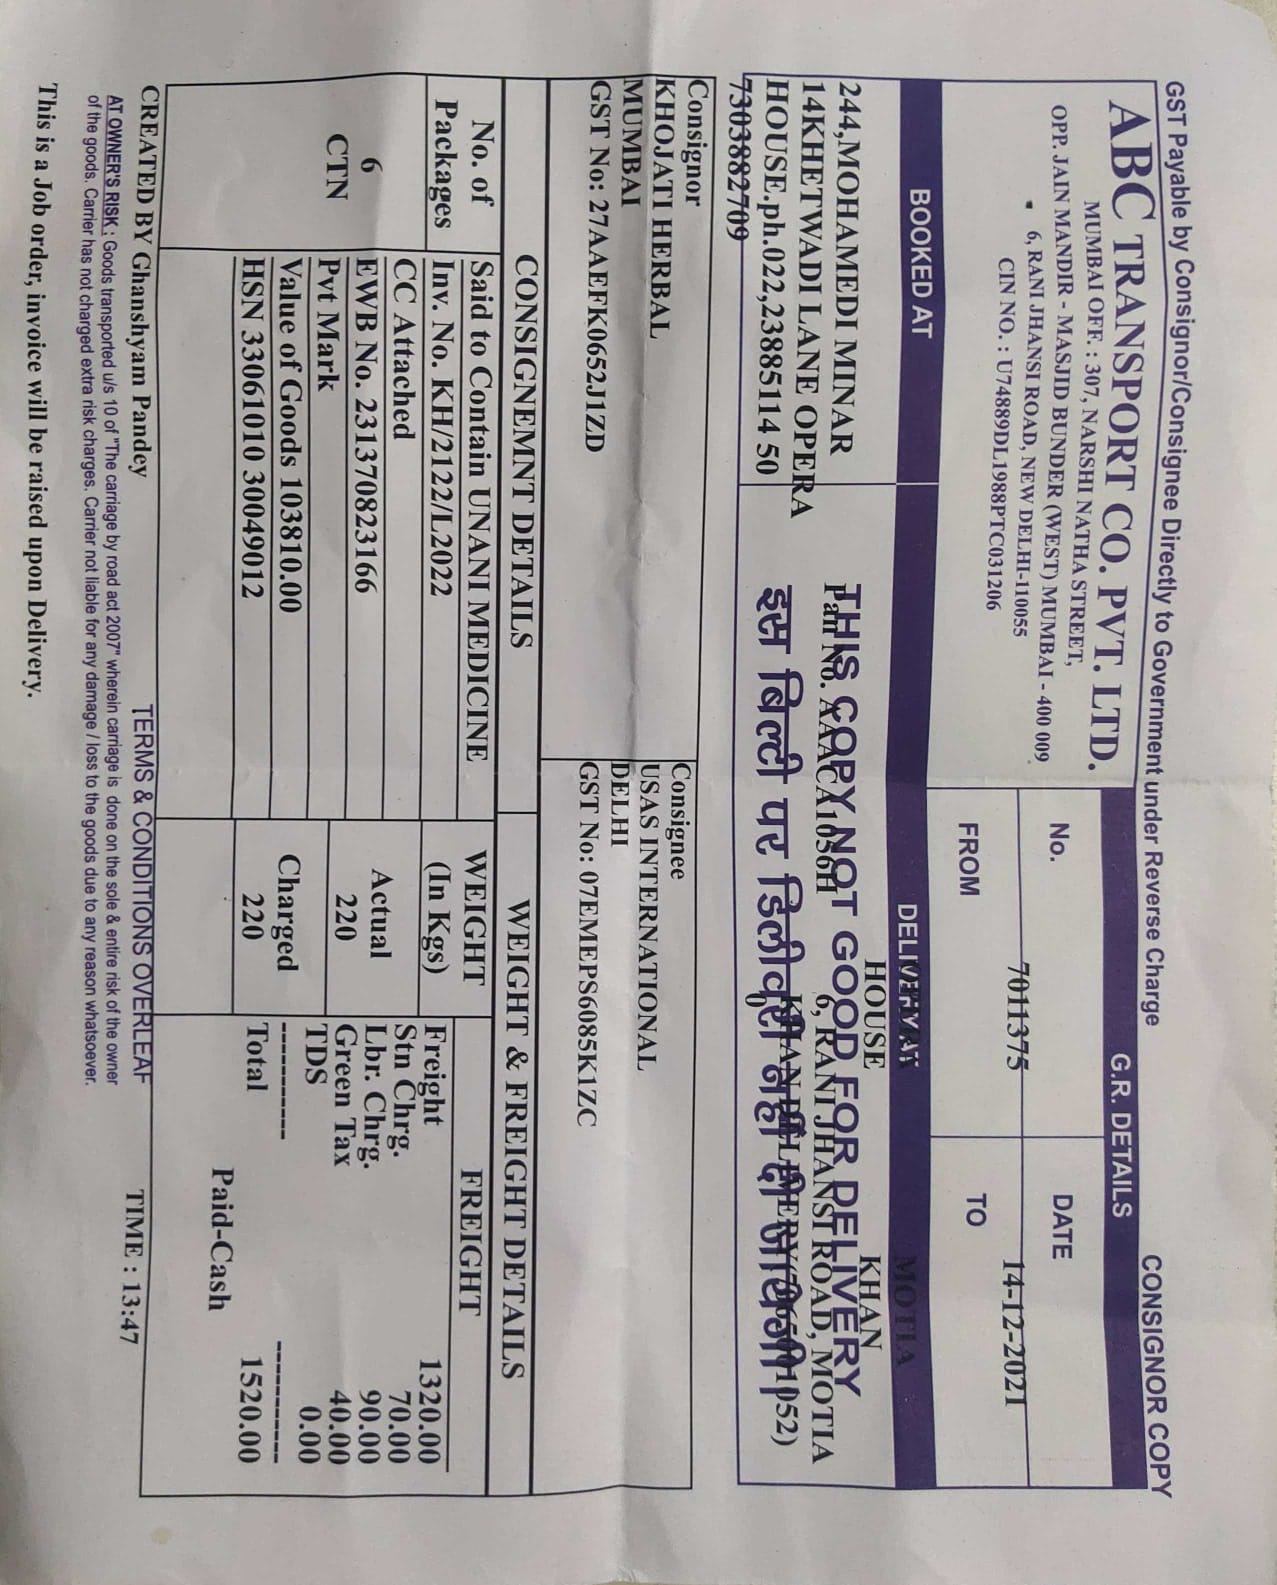 GST Payable by Consignor/Consignee Directly to Government under Reverse Charge
CONSIGNOR COPY
ABC TRANSPORT CO. PVT. LTD.
MUMBAI OFF. : 307, NARSHI NATHA STREET,
OPP. JAIN MANDIR - MASJID BUNDER (WEST) MUMBAI - 400 009
6, RANI JHANSI ROAD, NEW DELHI-110055
CIN NO. : U74889DL1988PTC031206
G.R. DETAILS
No. DATE
7011375 14-12-2021
FROM TO
BOOKED AT DELIVERY AT
MOTIA
HOUSE KHAN
244,MOHAMEDI MINAR
14KHETWADI LANE OPERA
HOUSE.ph.022,23885114 50
7303882709
THIS COPY NOT GOOD FOR DELIVERY
Pan No. AAACA1056H 6, RANI JHANSI ROAD, MOTIA
इस बिल्टी पर डिलीवरी नहीं दी जायेगी।
0
Consignor
KHOJATI HERBAL
MUMBAI
GST No: 27AAEFK0652J1ZD
Consignee
USAS INTERNATIONAL
DELHI
GST No: 07EMEPS6085K1ZC
CONSIGNEMNT DETAILS
WEIGHT & FREIGHT DETAILS
No. of
Packages
6
CTN
Said to Contain UNANI MEDICINE
Inv. No. KH/2122/L2022
CC Attached
EWB No. 231370823166
Pvt Mark
Value of Goods 103810.00
HSN 33061010 30049012
WEIGHT
(In Kgs)
Actual
220
Charged
220
FREIGHT
Freight 1320.00
Stn Chrg. 70.00
Lbr. Chrg. 90.00
Green Tax 40.00
TDS 0.00
---------- ----------
Total 1520.00
Paid-Cash
CREATED BY Ghanshyam Pandey
TERMS & CONDITIONS OVERLEAF
TIME : 13:47
AT OWNER'S RISK : Goods transported u/s 10 of "The carriage by road act 2007" wherein carriage is done on the sole & entire risk of the owner
of the goods. Carrier has not charged extra risk charges. Carrier not liable for any damage / loss to the goods due to any reason whatsoever.
This is a Job order, invoice will be raised upon Delivery.